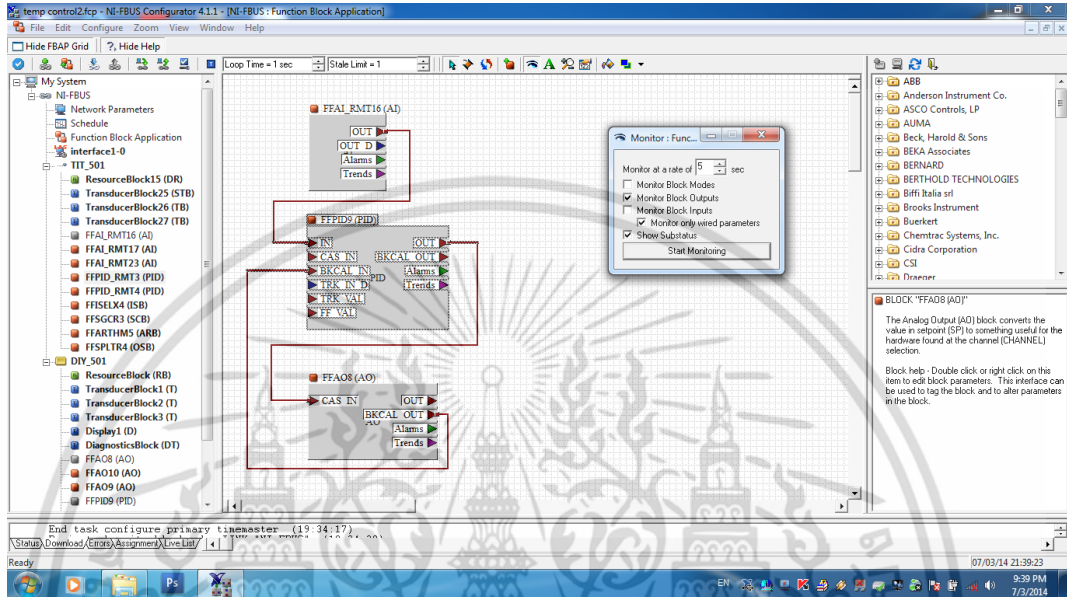 temp control2.fcp - NI-FBUS Configurator 4.1.1 - [NI-FBUS : Function Block Application]
File Edit Configure Zoom View Window Help
Hide FBAP Grid ?, Hide Help
Loop Time = 1 sec Stale Limit = 1
My System
NI-FBUS
Network Parameters
Schedule
Function Block Application
interface1-0
TIT_501
ResourceBlock15 (DR)
TransducerBlock25 (STB)
TransducerBlock26 (TB)
TransducerBlock27 (TB)
FFAI_RMT16 (AI)
FFAI_RMT17 (AI)
FFAI_RMT23 (AI)
FFPID_RMT3 (PID)
FFPID_RMT4 (PID)
FFISELX4 (ISB)
FFSGCR3 (SCB)
FFARTHM5 (ARB)
FFSPLTR4 (OSB)
DIY_501
ResourceBlock (RB)
TransducerBlock1 (T)
TransducerBlock2 (T)
TransducerBlock3 (T)
Display1 (D)
DiagnosticsBlock (DT)
FFAO8 (AO)
FFAO10 (AO)
FFAO9 (AO)
FFPID9 (PID)
FFAI_RMT16 (AI)
OUT
OUT_D
Alarms
Trends
FFPID9 (PID)
IN OUT
CAS_IN BKCAL_OUT
BKCAL_IN Alarms
PID
TRK_IN_D Trends
TRK_VAL
FF_VAL
FFAO8 (AO)
CAS_IN OUT
BKCAL_OUT
AO
Alarms
Trends
Monitor : Func...
Monitor at a rate of 5 sec
Monitor Block Modes
Monitor Block Outputs
Monitor Block Inputs
Monitor only wired parameters
Show Substatus
Start Monitoring
ABB
Anderson Instrument Co.
ASCO Controls, LP
AUMA
Beck, Harold & Sons
BEKA Associates
BERNARD
BERTHOLD TECHNOLOGIES
Biffi Italia srl
Brooks Instrument
Buerkert
Chemtrac Systems, Inc.
Cidra Corporation
CSI
Draeger
BLOCK "FFAO8 (AO)"
The Analog Output (AO) block converts the
value in setpoint (SP) to something useful for the
hardware found at the channel (CHANNEL)
selection.
Block help - Double click or right click on this
item to edit block parameters. This interface can
be used to tag the block and to alter parameters
in the block.
End task configure primary timemaster (19:34:17)
Status Download Errors Assignment Live List
Ready
07/03/14 21:39:23
Ps EN K 9:39 PM
7/3/2014